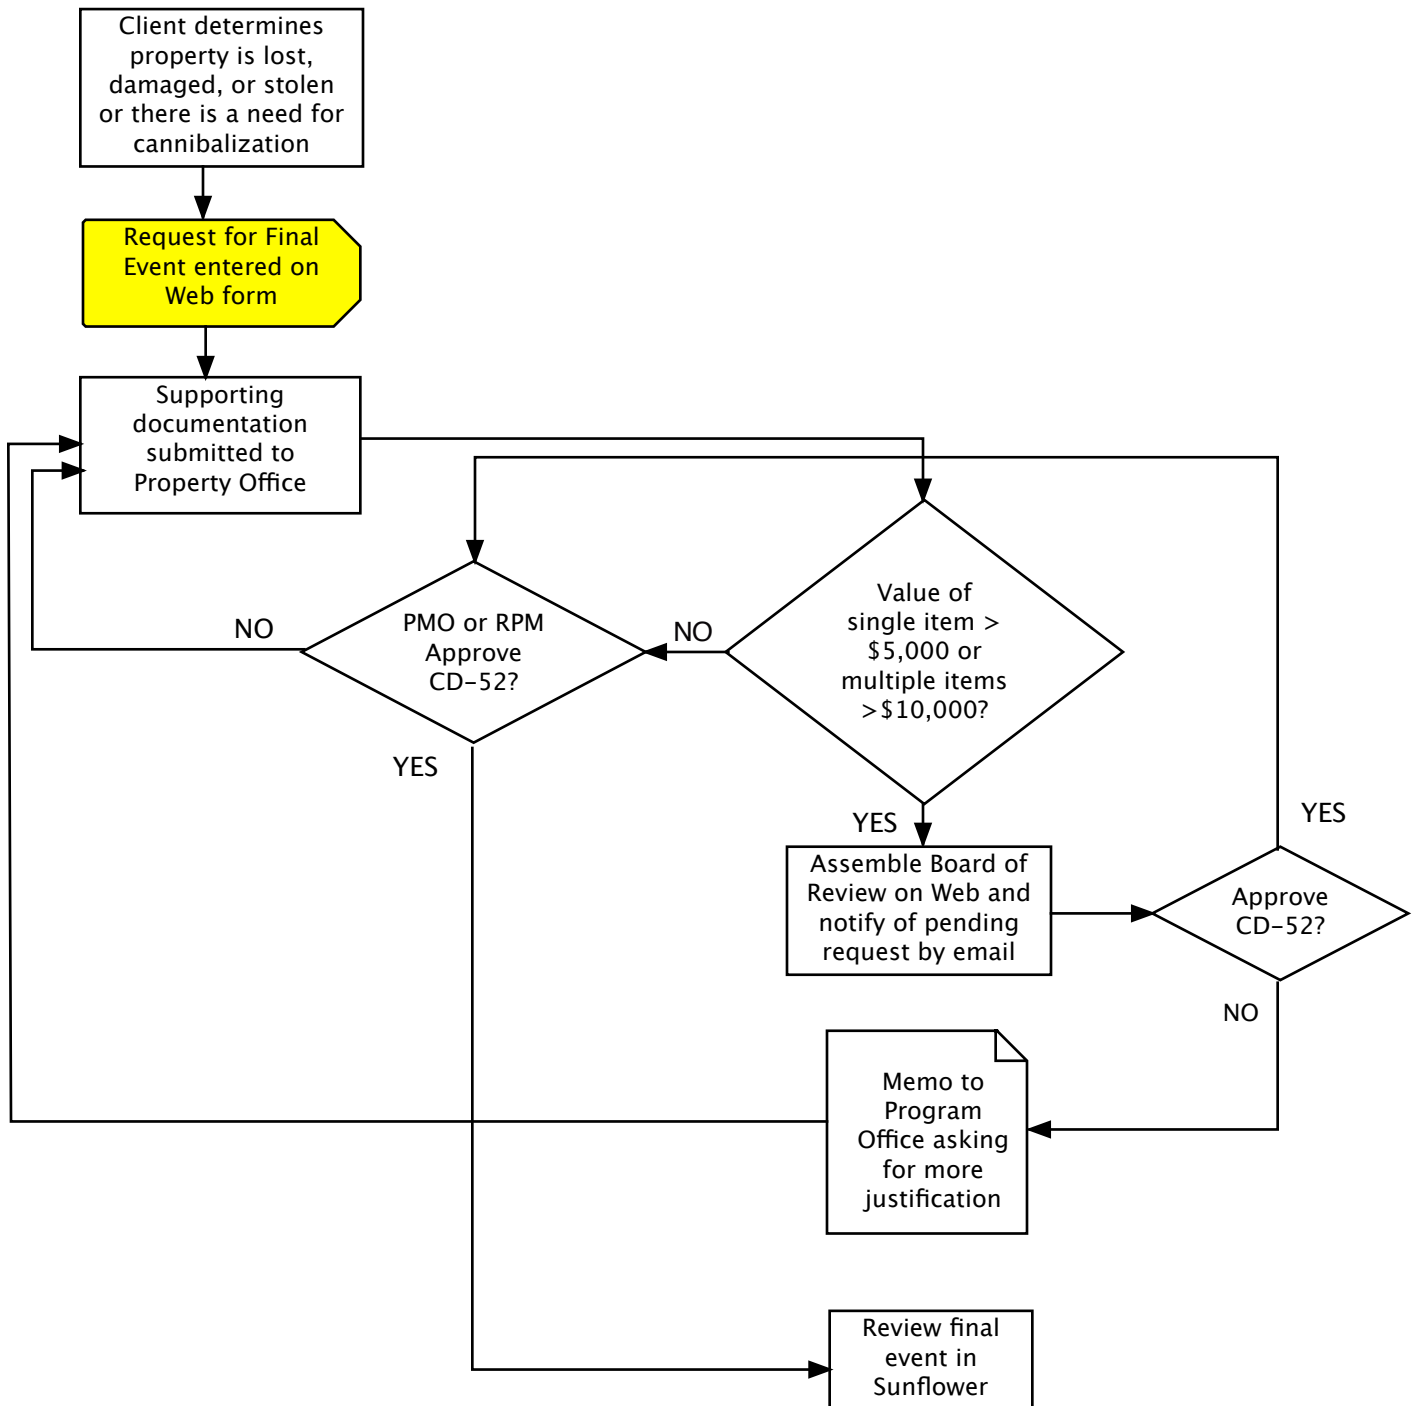 Client determines
property is lost,
damaged, or stolen
or there is a need for
cannibalization
Request for Final
Event entered on
Web form
Supporting
documentation
submitted to
Property Office
NO
PMO or RPM
Approve
CD-52?
NO
Value of
single item >
$5,000 or
multiple items
>$10,000?
YES
YES
YES
Assemble Board of
Review on Web and
notify of pending
request by email
Approve
CD-52?
NO
Memo to
Program
Office asking
for more
justification
Review final
event in
Sunflower